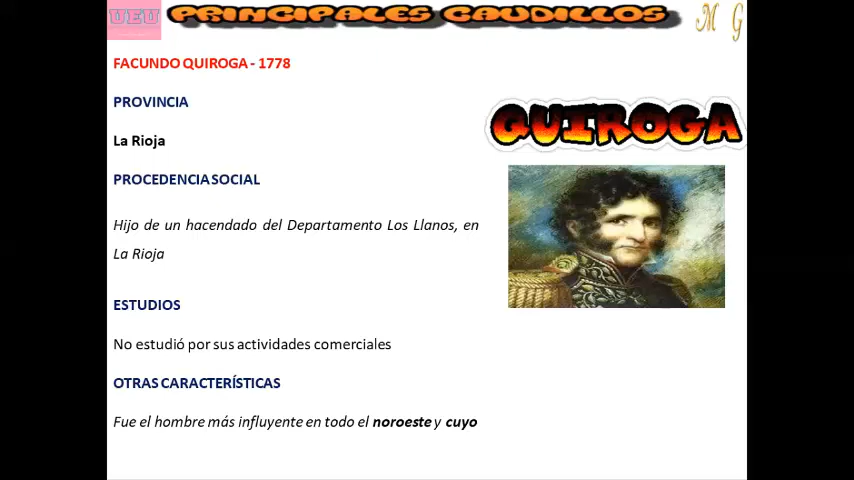 UEU
PRINCIPALES CAUDILLOS
M G
FACUNDO QUIROGA - 1778
PROVINCIA
QUIROGA
La Rioja
PROCEDENCIA SOCIAL
Hijo de un hacendado del Departamento Los Llanos, en
La Rioja
ESTUDIOS
No estudió por sus actividades comerciales
OTRAS CARACTERÍSTICAS
Fue el hombre más influyente en todo el noroeste y cuyo